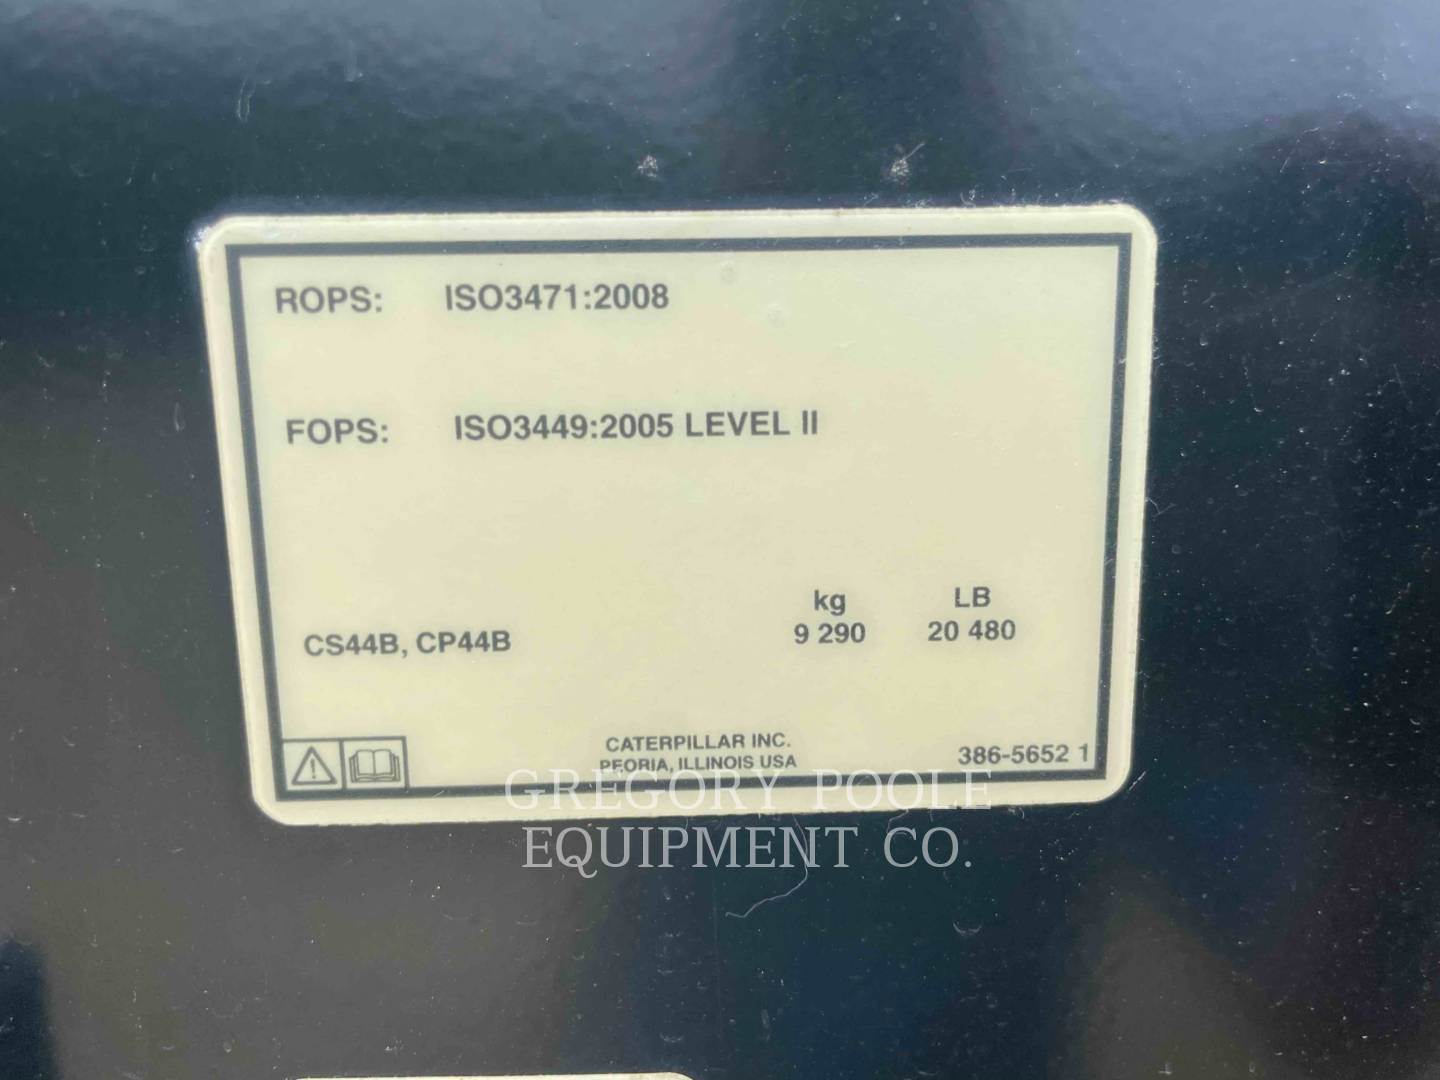 ROPS: ISO3471:2008
FOPS: ISO3449:2005 LEVEL II
kg LB
CS44B, CP44B 9 290 20 480
CATERPILLAR INC.
PEORIA, ILLINOIS USA
386-5652 1
GREGORY POOLE
EQUIPMENT CO.